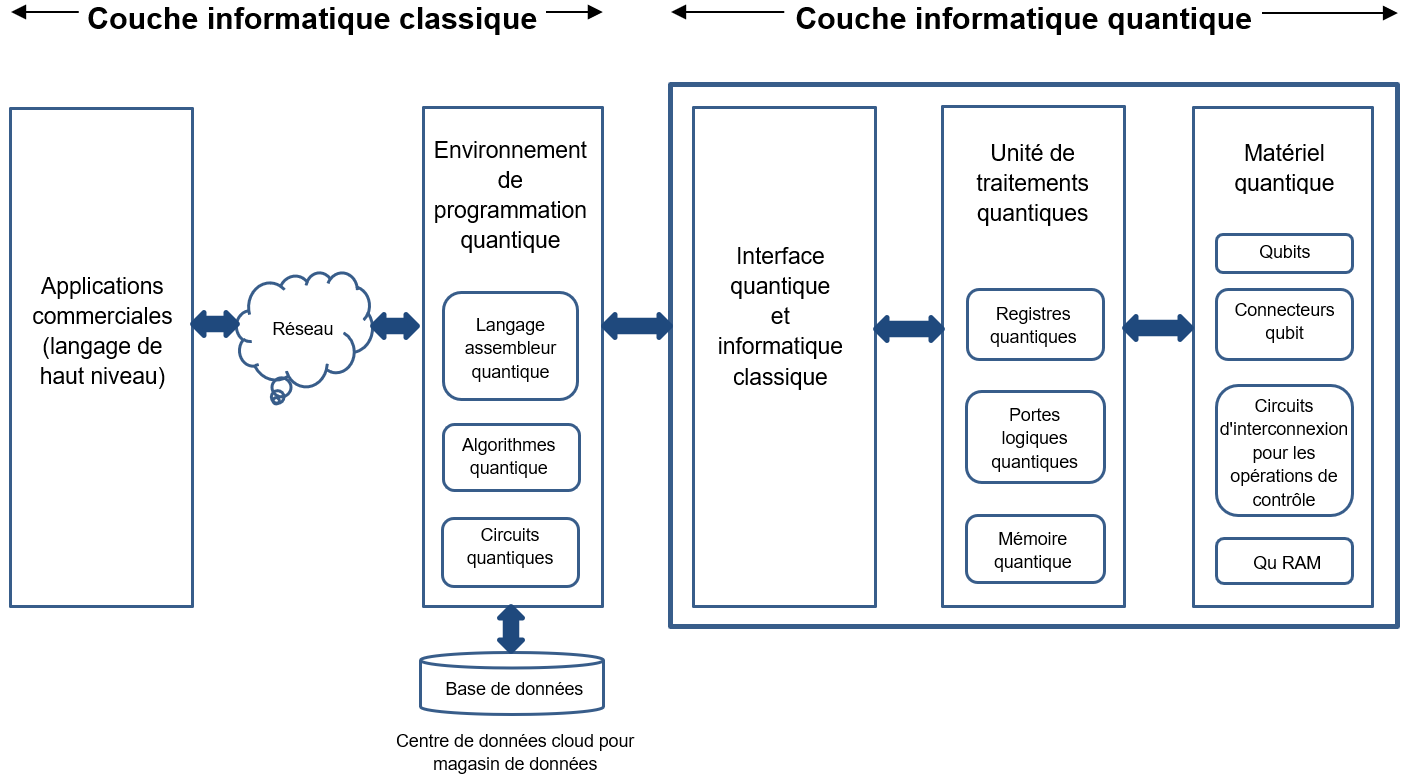 Couche informatique classique
Couche informatique quantique
Applications
commerciales
(langage de
haut niveau)
Réseau
Environnement
de
programmation
quantique
Langage
assembleur
quantique
Algorithmes
quantique
Circuits
quantiques
Base de données
Centre de données cloud pour
magasin de données
Interface
quantique
et
informatique
classique
Unité de
traitements
quantiques
Registres
quantiques
Portes
logiques
quantiques
Mémoire
quantique
Matériel
quantique
Qubits
Connecteurs
qubit
Circuits
d'interconnexion
pour les
opérations de
contrôle
Qu RAM